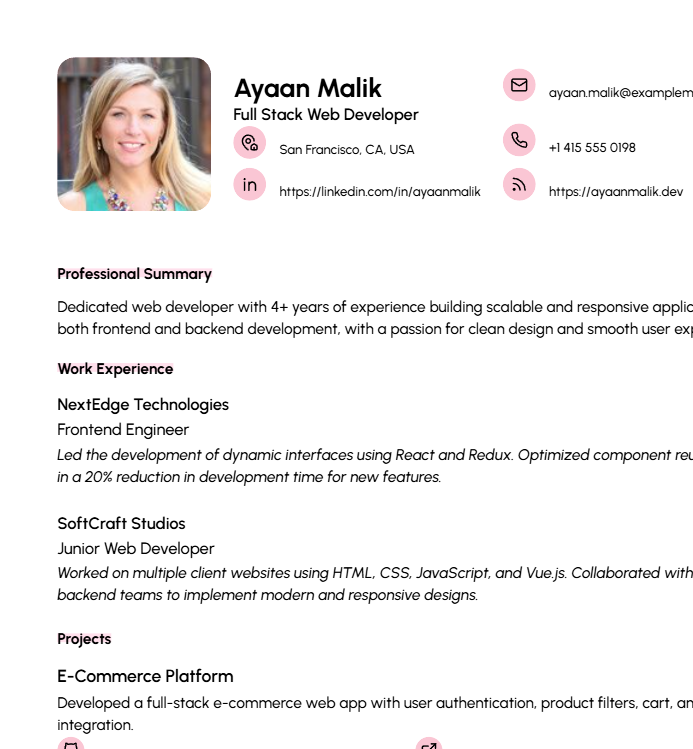 Ayaan Malik
Full Stack Web Developer
San Francisco, CA, USA
https://linkedin.com/in/ayaanmalik
ayaan.malik@examplem
+1 415 555 0198
https://ayaanmalik.dev
Professional Summary
Dedicated web developer with 4+ years of experience building scalable and responsive applic
both frontend and backend development, with a passion for clean design and smooth user exp
Work Experience
NextEdge Technologies
Frontend Engineer
Led the development of dynamic interfaces using React and Redux. Optimized component reu
in a 20% reduction in development time for new features.
SoftCraft Studios
Junior Web Developer
Worked on multiple client websites using HTML, CSS, JavaScript, and Vue.js. Collaborated with
backend teams to implement modern and responsive designs.
Projects
E-Commerce Platform
Developed a full-stack e-commerce web app with user authentication, product filters, cart, an
integration.